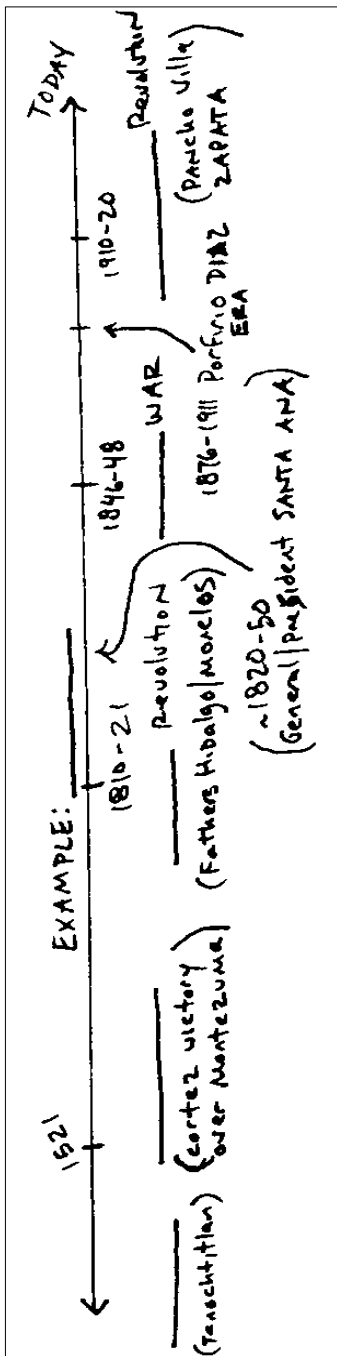 EXAMPLE:
TODAY
1521
1810-21
1846-48
1910-20
(Tenochtitlan)
(Cortez victory
over Montezuma)
Revolution
(Fathers Hidalgo/Morelos)
~1820-50
(General/President SANTA ANA)
WAR
1876-1911 Porfirio DIAZ
ERA
Revolution
(PANCHO Villa
ZAPATA